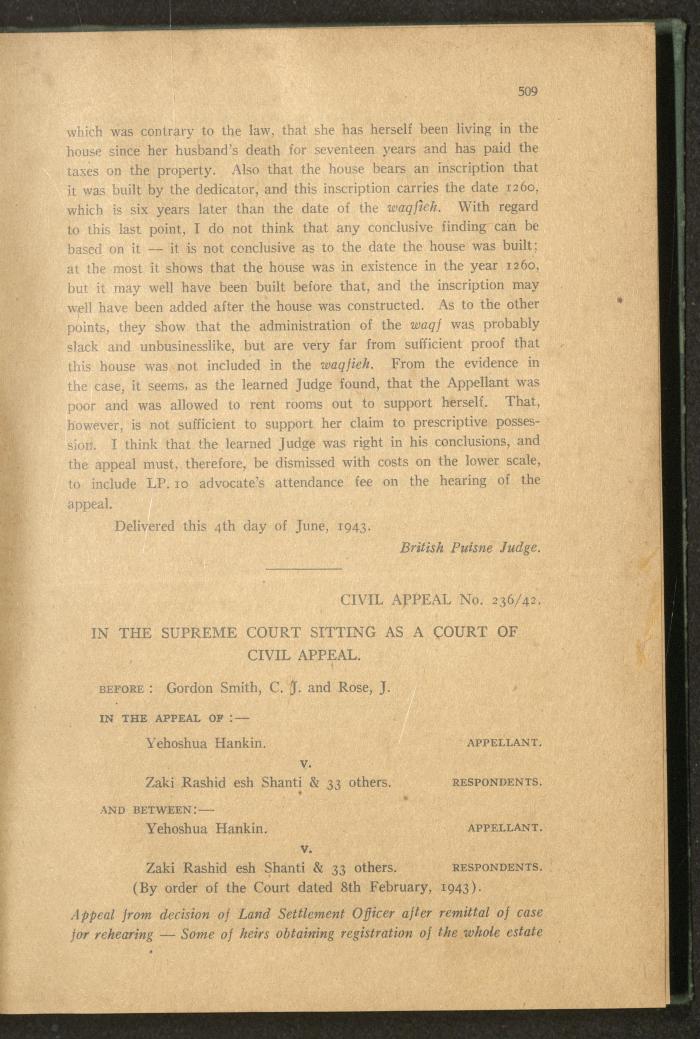 509
which was contrary to the law, that she has herself been living in the
house since her husband's death for seventeen years and has paid the
taxes on the property. Also that the house bears an inscription that
it was built by the dedicator, and this inscription carries the date 1260,
which is six years later than the date of the waqfieh. With regard
to this last point, I do not think that any conclusive finding can be
based on it — it is not conclusive as to the date the house was built;
at the most it shows that the house was in existence in the year 1260,
but it may well have been built before that, and the inscription may
well have been added after the house was constructed. As to the other
points, they show that the administration of the waqf was probably
slack and unbusinesslike, but are very far from sufficient proof that
this house was not included in the waqfieh. From the evidence in
the case, it seems, as the learned Judge found, that the Appellant was
poor and was allowed to rent rooms out to support herself. That,
however, is not sufficient to support her claim to prescriptive posses-
sion. I think that the learned Judge was right in his conclusions, and
the appeal must, therefore, be dismissed with costs on the lower scale,
to include LP. 10 advocate's attendance fee on the hearing of the
appeal.
Delivered this 4th day of June, 1943.
British Puisne Judge.
CIVIL APPEAL No. 236/42.
IN THE SUPREME COURT SITTING AS A COURT OF
CIVIL APPEAL.
BEFORE : Gordon Smith, C. J. and Rose, J.
IN THE APPEAL OF :—
Yehoshua Hankin. APPELLANT.
v.
Zaki Rashid esh Shanti & 33 others. RESPONDENTS.
AND BETWEEN:—
Yehoshua Hankin. APPELLANT.
v.
Zaki Rashid esh Shanti & 33 others. RESPONDENTS.
(By order of the Court dated 8th February, 1943).
Appeal from decision of Land Settlement Officer after remittal of case
for rehearing — Some of heirs obtaining registration of the whole estate